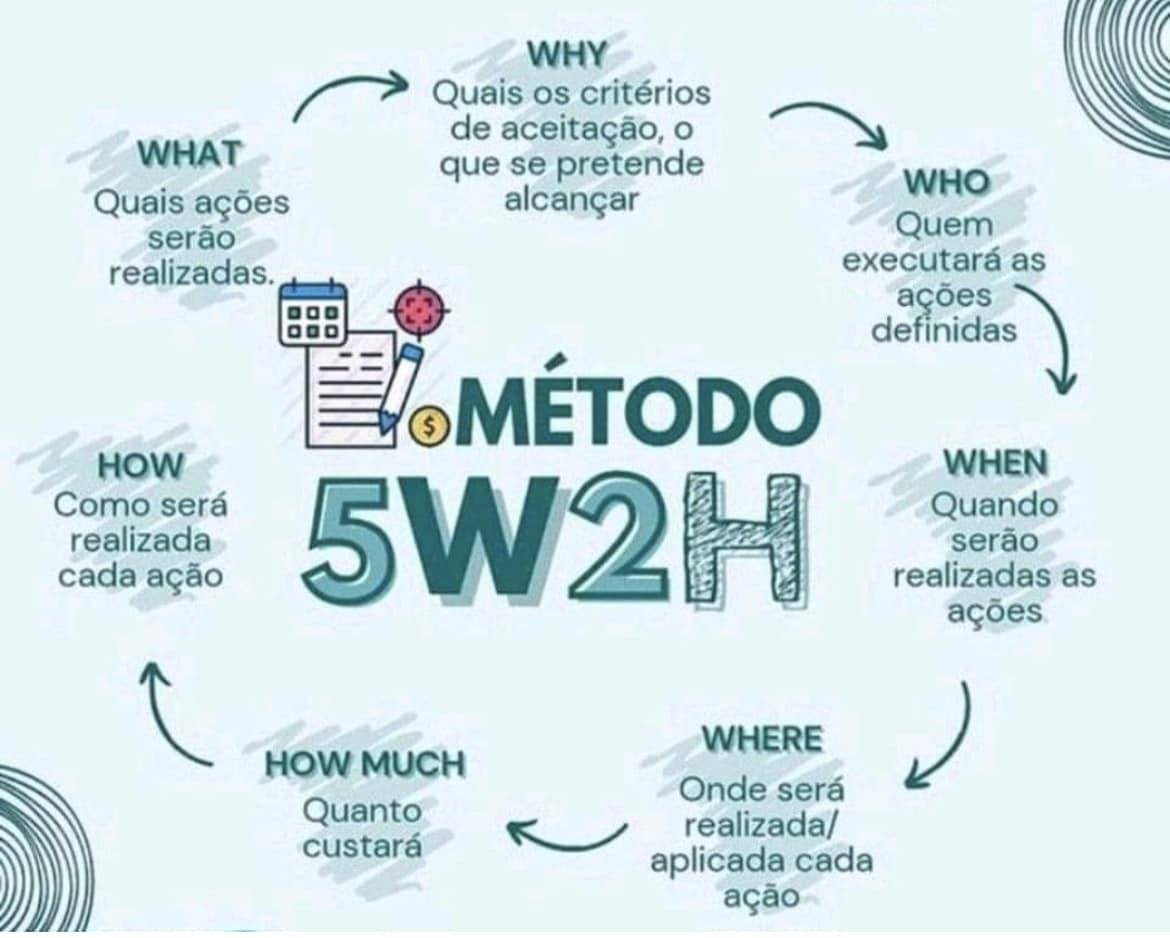 WHY
Quais os critérios
de aceitação, o
que se pretende
alcançar
WHAT
Quais ações
serão
realizadas.
WHO
Quem
executará as
ações
definidas
$
MÉTODO
5W2H
HOW
Como será
realizada
cada ação
WHEN
Quando
serão
realizadas as
ações.
WHERE
Onde será
realizada/
aplicada cada
ação
HOW MUCH
Quanto
custará